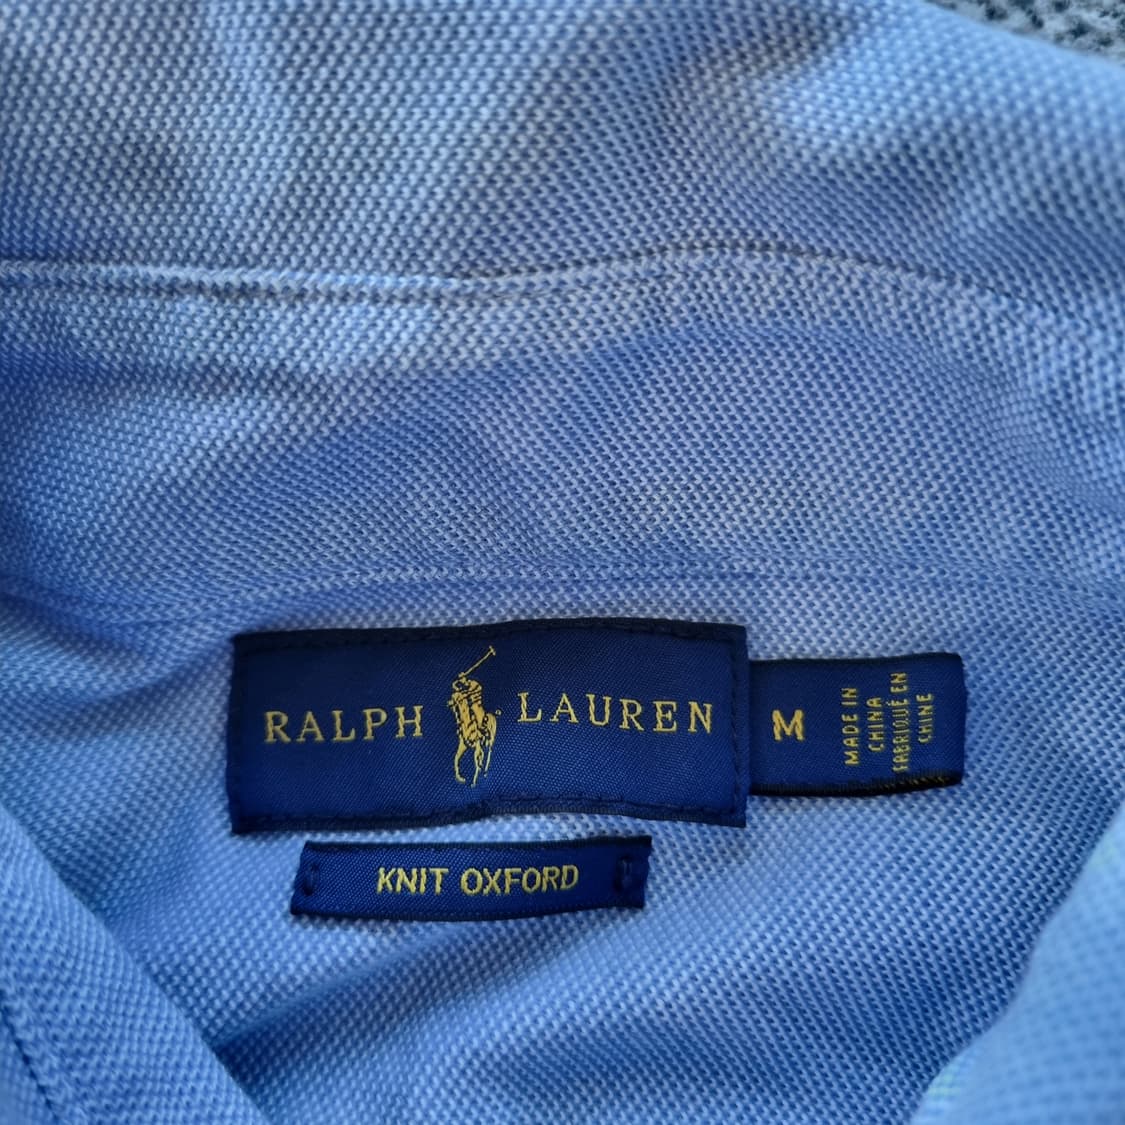 RALPH LAUREN
M
MADE IN
CHINA
FABRIQUÉ EN
CHINE
KNIT OXFORD